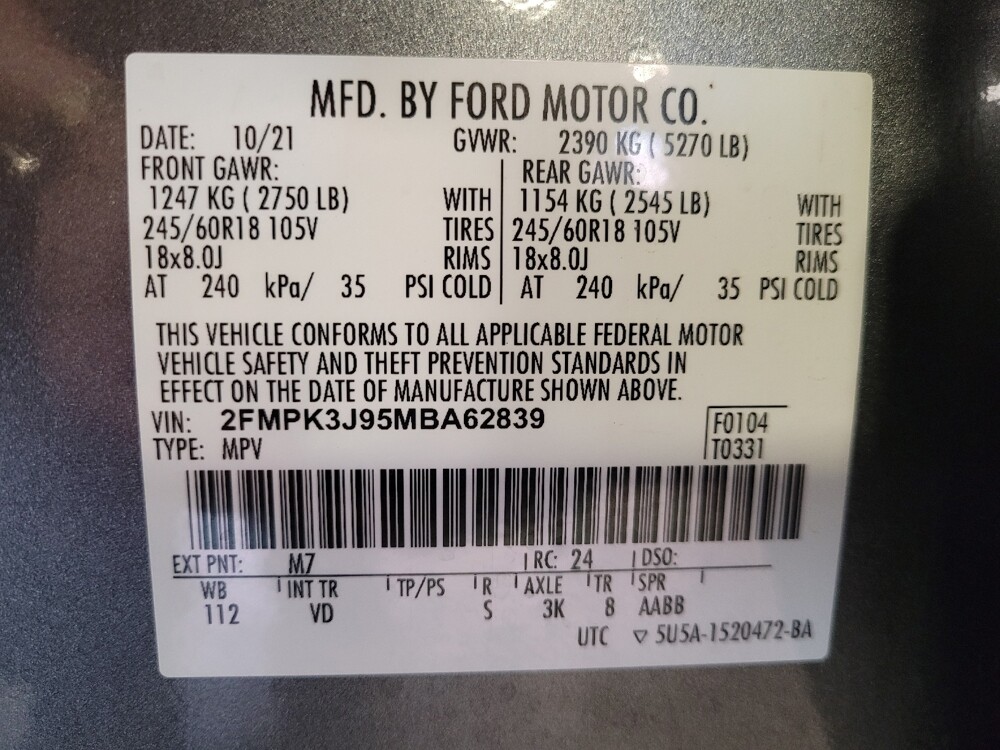 MFD. BY FORD MOTOR CO.
DATE: 10/21 GVWR: 2390 KG ( 5270 LB)
FRONT GAWR: REAR GAWR:
1247 KG ( 2750 LB) WITH 1154 KG ( 2545 LB) WITH
245/60R18 105V TIRES 245/60R18 105V TIRES
18x8.0J RIMS 18x8.0J RIMS
AT 240 kPa/ 35 PSI COLD AT 240 kPa/ 35 PSI COLD
THIS VEHICLE CONFORMS TO ALL APPLICABLE FEDERAL MOTOR
VEHICLE SAFETY AND THEFT PREVENTION STANDARDS IN
EFFECT ON THE DATE OF MANUFACTURE SHOWN ABOVE.
VIN: 2FMPK3J95MBA62839 F0104
TYPE: MPV T0331
EXT PNT: M7 RC: 24 DSO:
WB INT TR TP/PS R AXLE TR SPR
112 VD S 3K 8 AABB
UTC ▽ 5U5A-1520472-BA